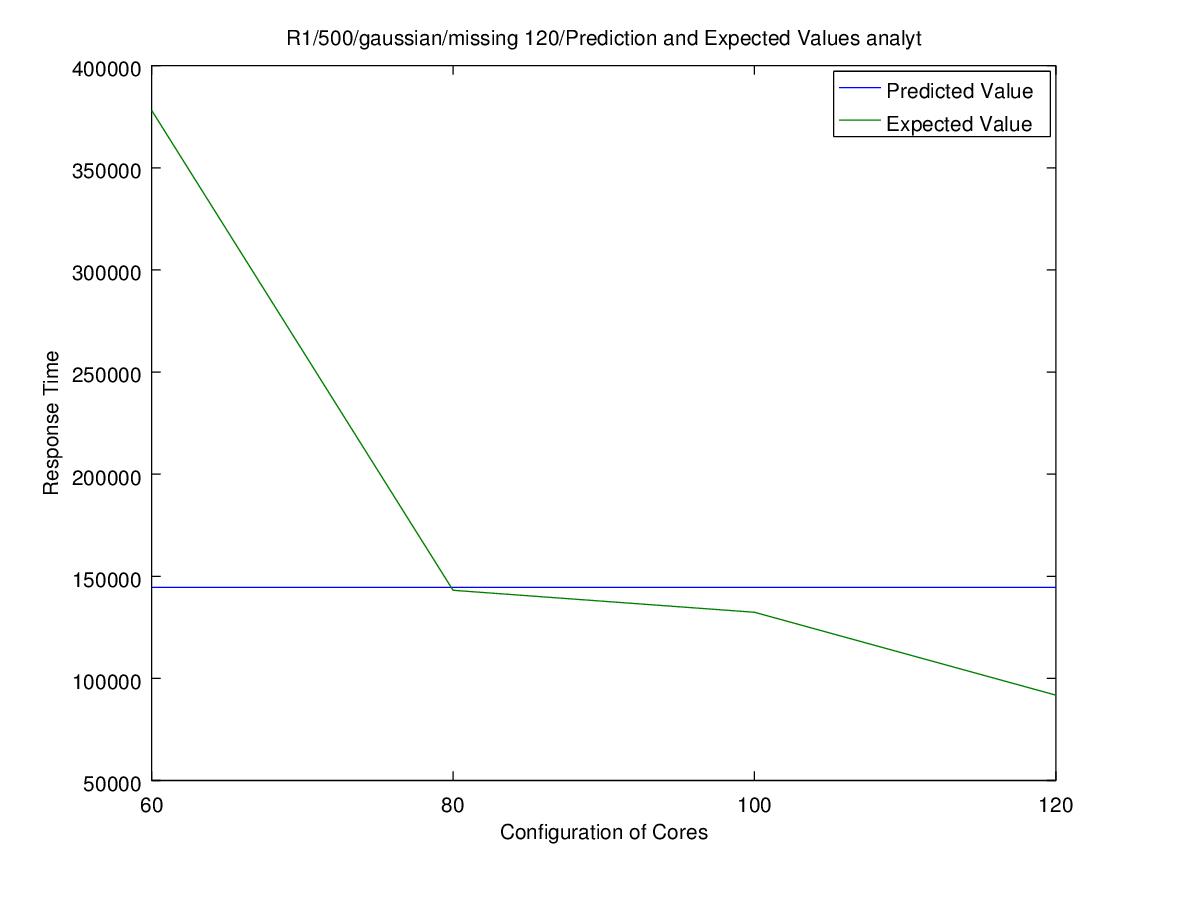 R1/500/gaussian/missing 120/Prediction and Expected Values analyt
400000
350000
300000
250000
200000
150000
100000
50000
60
80
100
120
Response Time
Configuration of Cores
Predicted Value
Expected Value